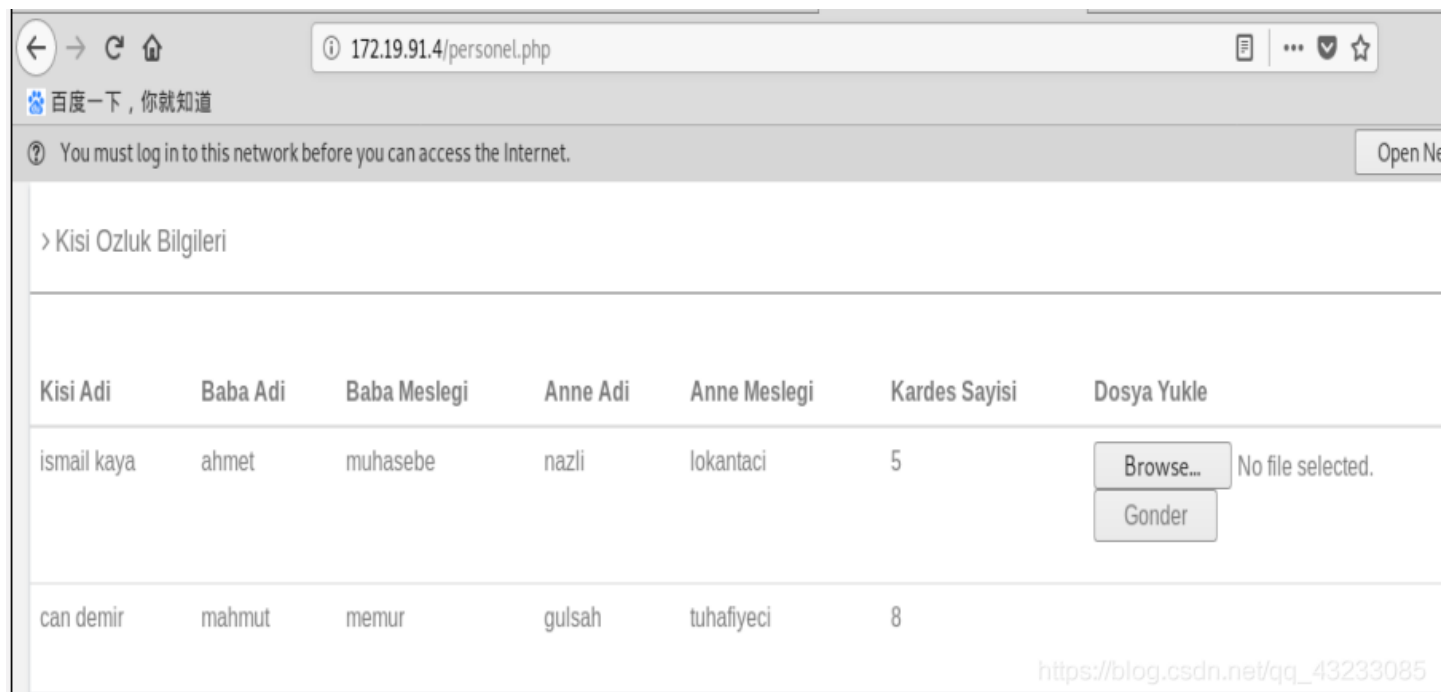 172.19.91.4/personel.php
百度一下，你就知道
You must log in to this network before you can access the Internet.
Open Ne
> Kisi Ozluk Bilgileri
Kisi Adi Baba Adi Baba Meslegi Anne Adi Anne Meslegi Kardes Sayisi Dosya Yukle
ismail kaya ahmet muhasebe nazli lokantaci 5 Browse... No file selected.
Gonder
can demir mahmut memur gulsah tuhafiyeci 8
https://blog.csdn.net/qq_43233085